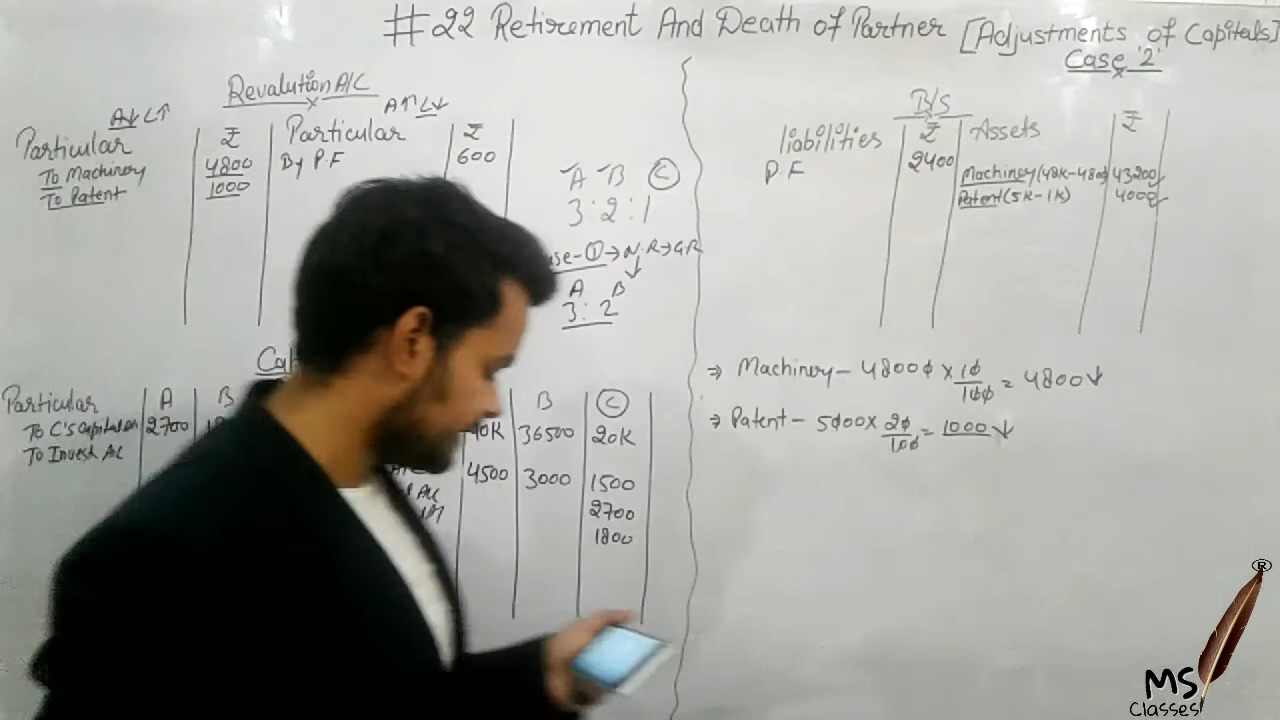 #22 Retirement And Death of Partner [Adjustments of Capitals]
Case '2'
Revalution A/C
A↓ L↑
A↑ L↓
Particular ₹ Particular ₹
To Machinery 4800 By P.F 600
To Patent 1000
A B C
3:2:1
Case-① → N.R → G.R
A B
3:2
Particular A B B C
To C's Capital 2700 40K 36500 20K
To Invest A/c
4500 3000 1500
2700
1800
B/S
liabilities ₹ Assets ₹
P.F 2400 Machinery (48K-4800) 43200
Patent (5K-1K) 4000
⇒ Machinery - 48000 × 10/100 = 4800↓
⇒ Patent - 5000 × 20/100 = 1000↓
MS
Classes
®